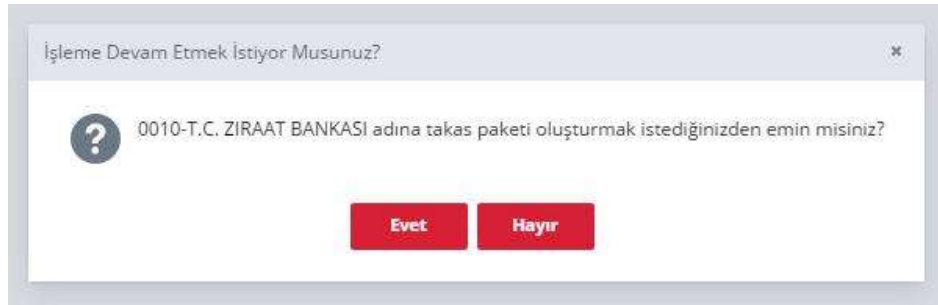 İşleme Devam Etmek İstiyor Musunuz?
0010-T.C. ZIRAAT BANKASI adına takas paketi oluşturmak istediğinizden emin misiniz?
Evet Hayır